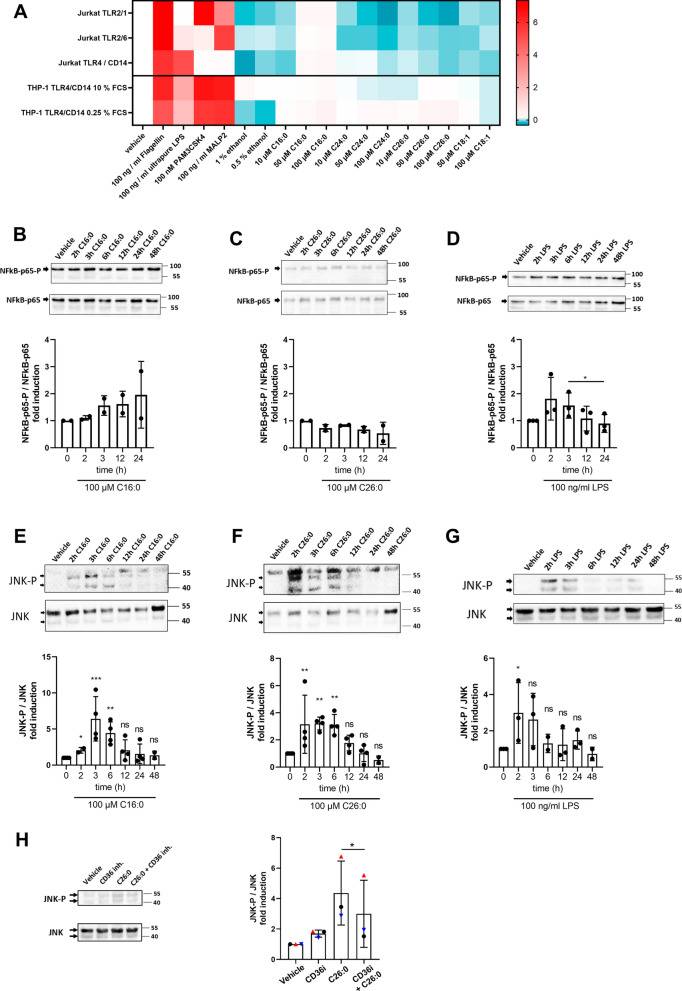 A
Jurkat TLR2/1
Jurkat TLR2/6
Jurkat TLR4 / CD14
THP-1 TLR4/CD14 10 % FCS
THP-1 TLR4/CD14 0.25 % FCS
6
4
2
0
vehicle
100 ng / ml Flagellin
100 ng / ml ultrapure LPS
100 nM PAM3CSK4
100 ng / ml MALP2
1 % ethanol
0.5 % ethanol
10 µM C16:0
50 µM C16:0
100 µM C16:0
10 µM C24:0
50 µM C24:0
100 µM C24:0
10 µM C26:0
50 µM C26:0
100 µM C26:0
50 µM C18:1
100 µM C18:1
B
Vehicle
2h C16:0
3h C16:0
6h C16:0
12h C16:0
24h C16:0
48h C16:0
NFkB-p65-P
100
55
NFkB-p65
100
55
NFkB-p65-P / NFkB-p65
fold induction
4
3
2
1
0
0 2 3 12 24
time (h)
100 µM C16:0
C
Vehicle
2h C26:0
3h C26:0
6h C26:0
12h C26:0
24h C26:0
48h C26:0
NFkB-p65-P
100
55
NFkB-p65
100
55
NFkB-p65-P / NFkB-p65
fold induction
4
3
2
1
0
0 2 3 12 24
time (h)
100 µM C26:0
D
Vehicle
2h LPS
3h LPS
6h LPS
12h LPS
24h LPS
48h LPS
NFkB-p65-P
100
55
NFkB-p65
100
55
NFkB-p65-P / NFkB-p65
fold induction
4
3
2
1
0
*
0 2 3 12 24
time (h)
100 ng/ml LPS
E
Vehicle
2h C16:0
3h C16:0
6h C16:0
12h C16:0
24h C16:0
48h C16:0
JNK-P
55
40
JNK
55
40
JNK-P / JNK
fold induction
15
10
5
0
* *** ** ns ns ns
0 2 3 6 12 24 48
time (h)
100 µM C16:0
F
Vehicle
2h C26:0
3h C26:0
6h C26:0
12h C26:0
24h C26:0
48h C26:0
JNK-P
55
40
JNK
55
40
JNK-P / JNK
fold induction
8
6
4
2
0
** ** ** ns ns ns
0 2 3 6 12 24 48
time (h)
100 µM C26:0
G
Vehicle
2h LPS
3h LPS
6h LPS
12h LPS
24h LPS
48h LPS
JNK-P
55
40
JNK
55
40
JNK-P / JNK
fold induction
6
4
2
0
* ns ns ns ns ns
0 2 3 6 12 24 48
time (h)
100 ng/ml LPS
H
Vehicle
CD36 inh.
C26:0
C26:0 + CD36 inh.
JNK-P
55
40
JNK
55
40
JNK-P / JNK
fold induction
8
6
4
2
0
*
Vehicle
CD36i
C26:0
CD36i
+ C26:0